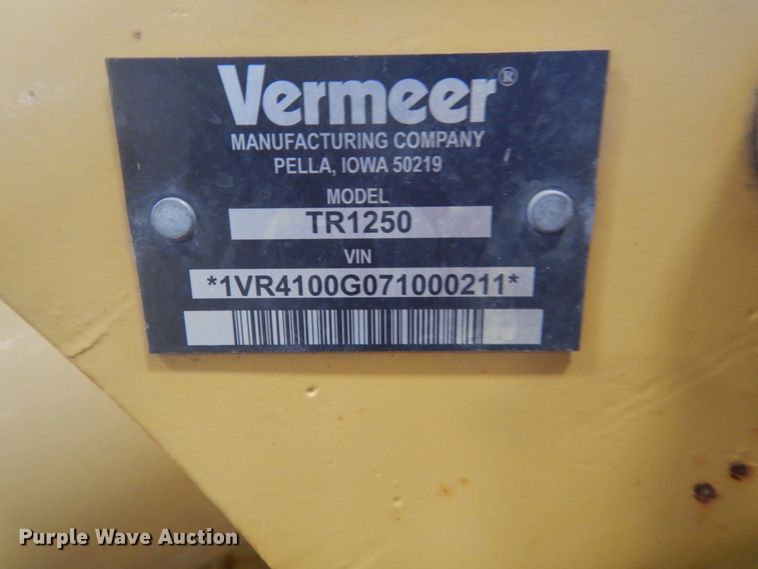 Vermeer®
MANUFACTURING COMPANY
PELLA, IOWA 50219
MODEL
TR1250
VIN
*1VR4100G071000211*
Purple Wave Auction